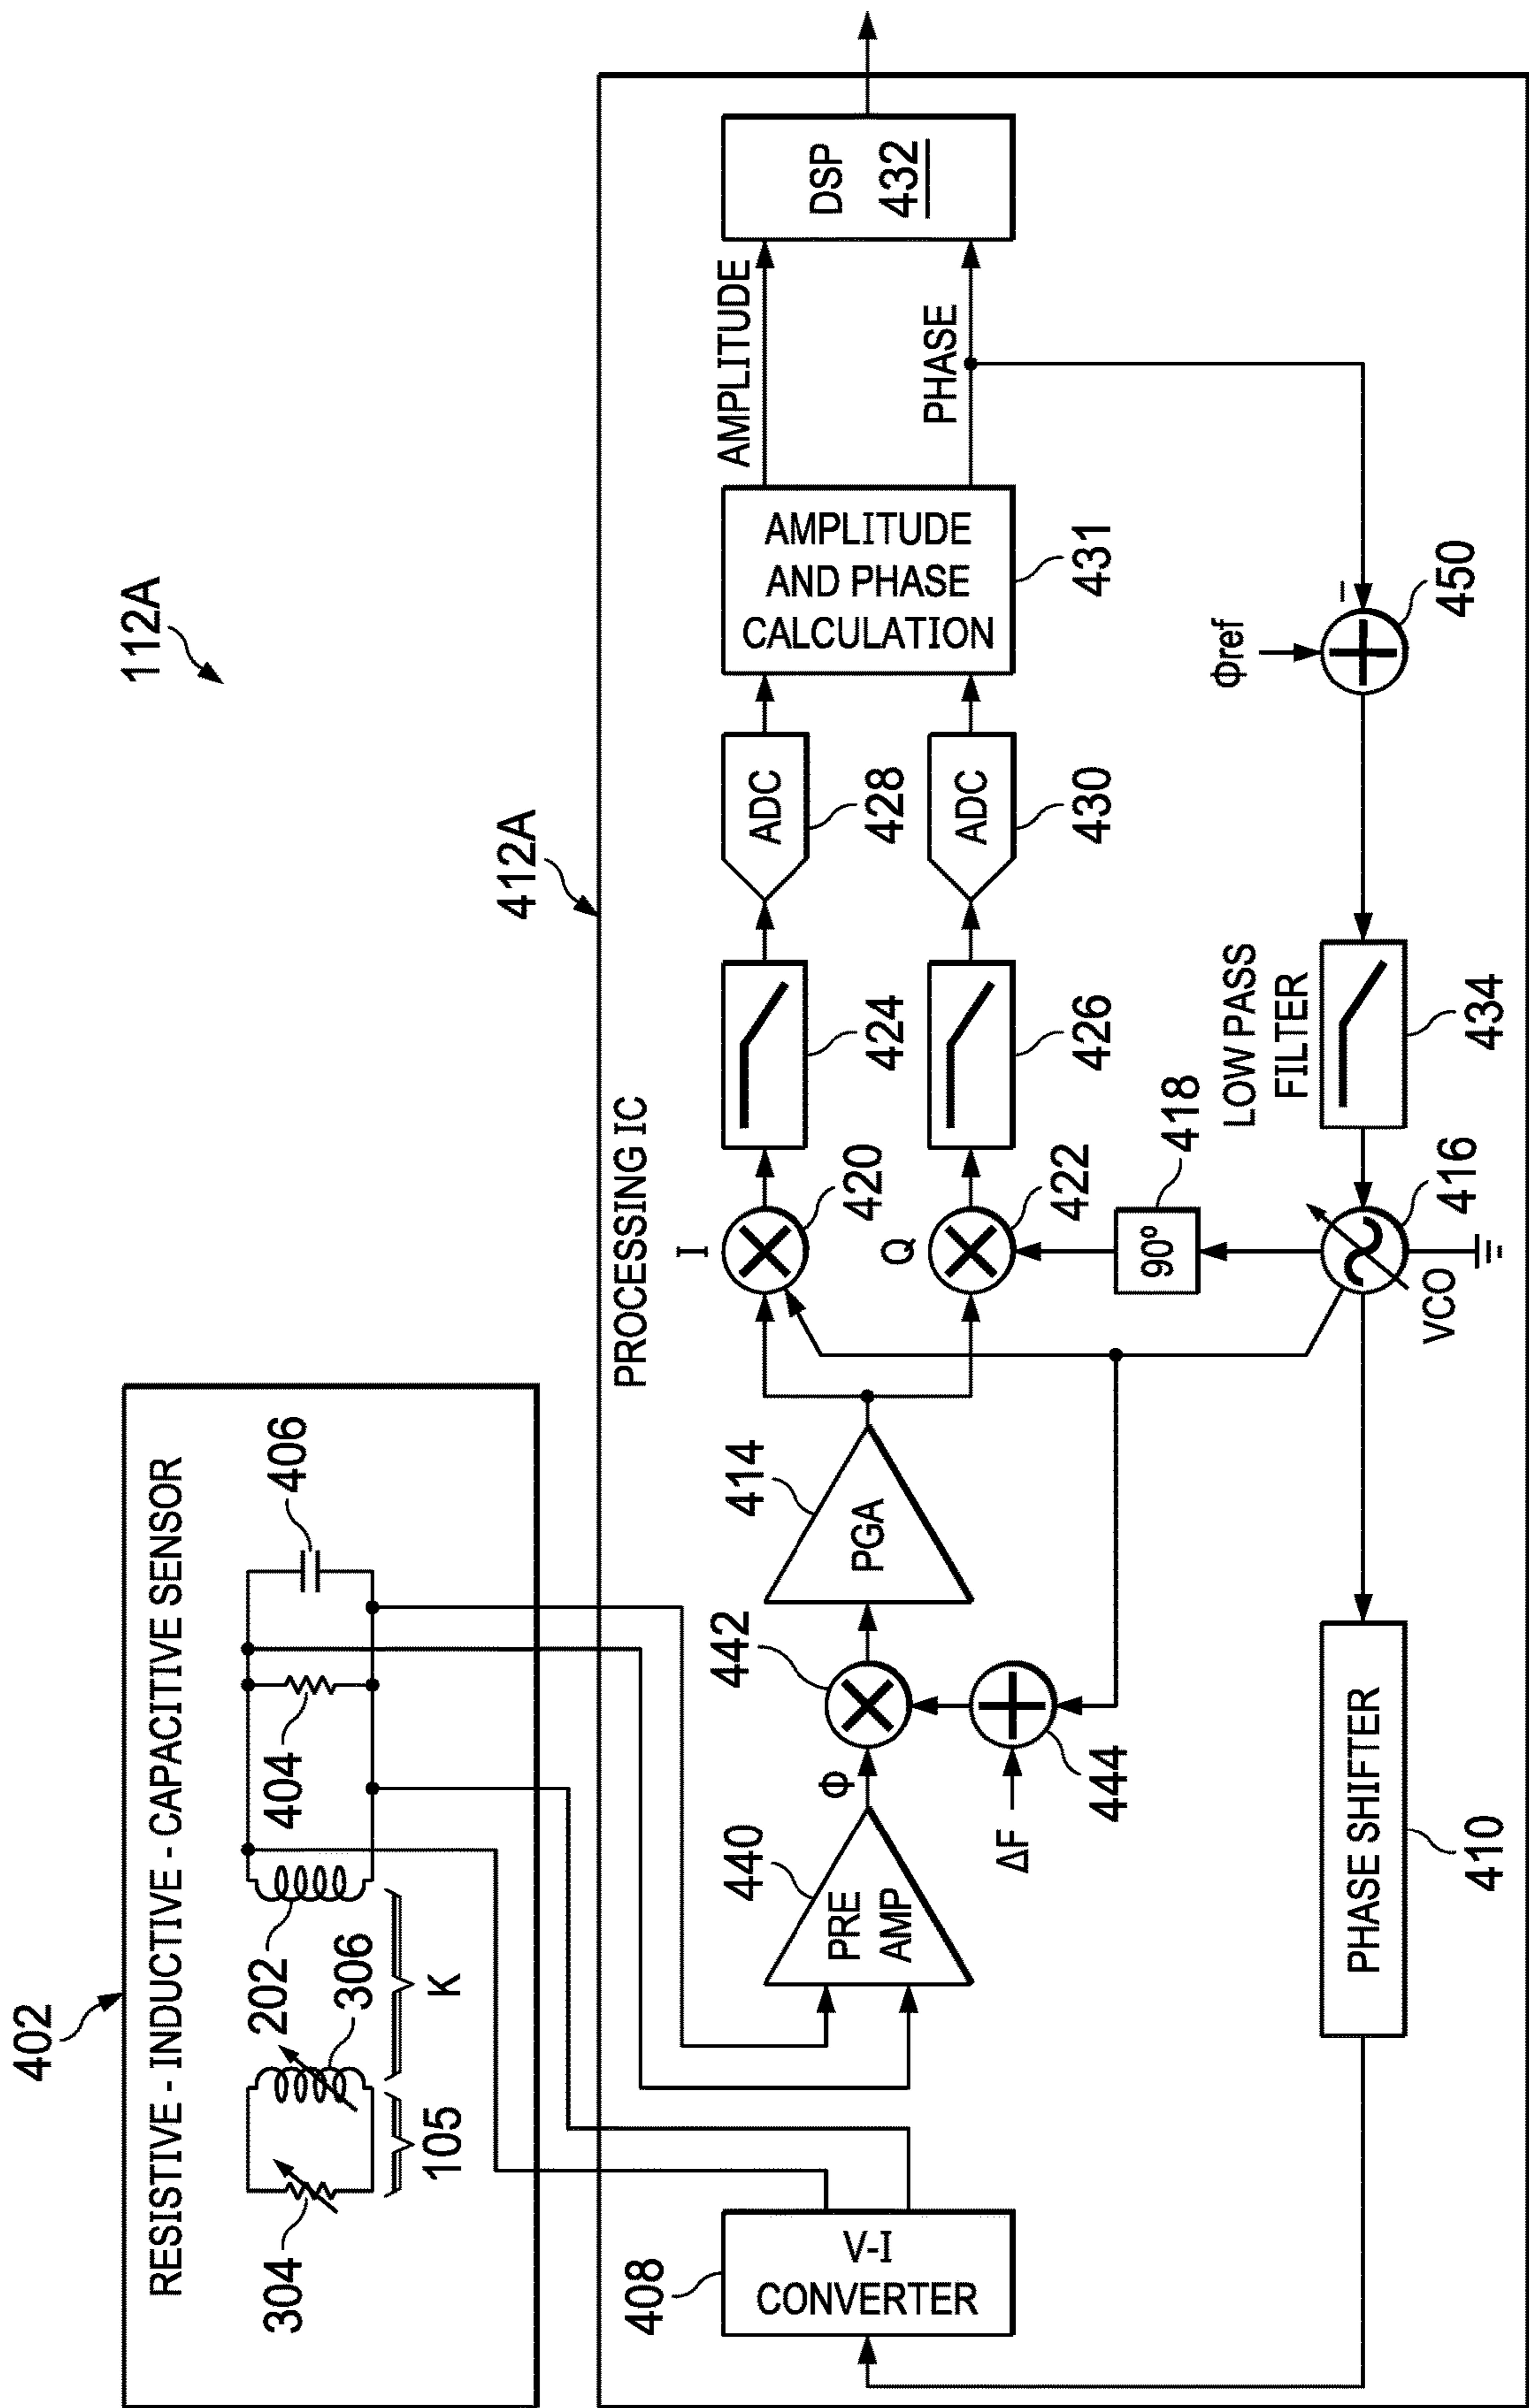 112A
402
RESISTIVE - INDUCTIVE - CAPACITIVE SENSOR
304
105
306
202
K
404
406
412A
PROCESSING IC
408
V-I
CONVERTER
440
PRE
AMP
Φ
442
ΔF
444
414
PGA
I
420
Q
422
90º
418
424
426
ADC
428
ADC
430
AMPLITUDE
AND PHASE
CALCULATION
431
AMPLITUDE
PHASE
DSP
432
PHASE SHIFTER
410
VCO
416
LOW PASS
FILTER
434
Φref
–
450